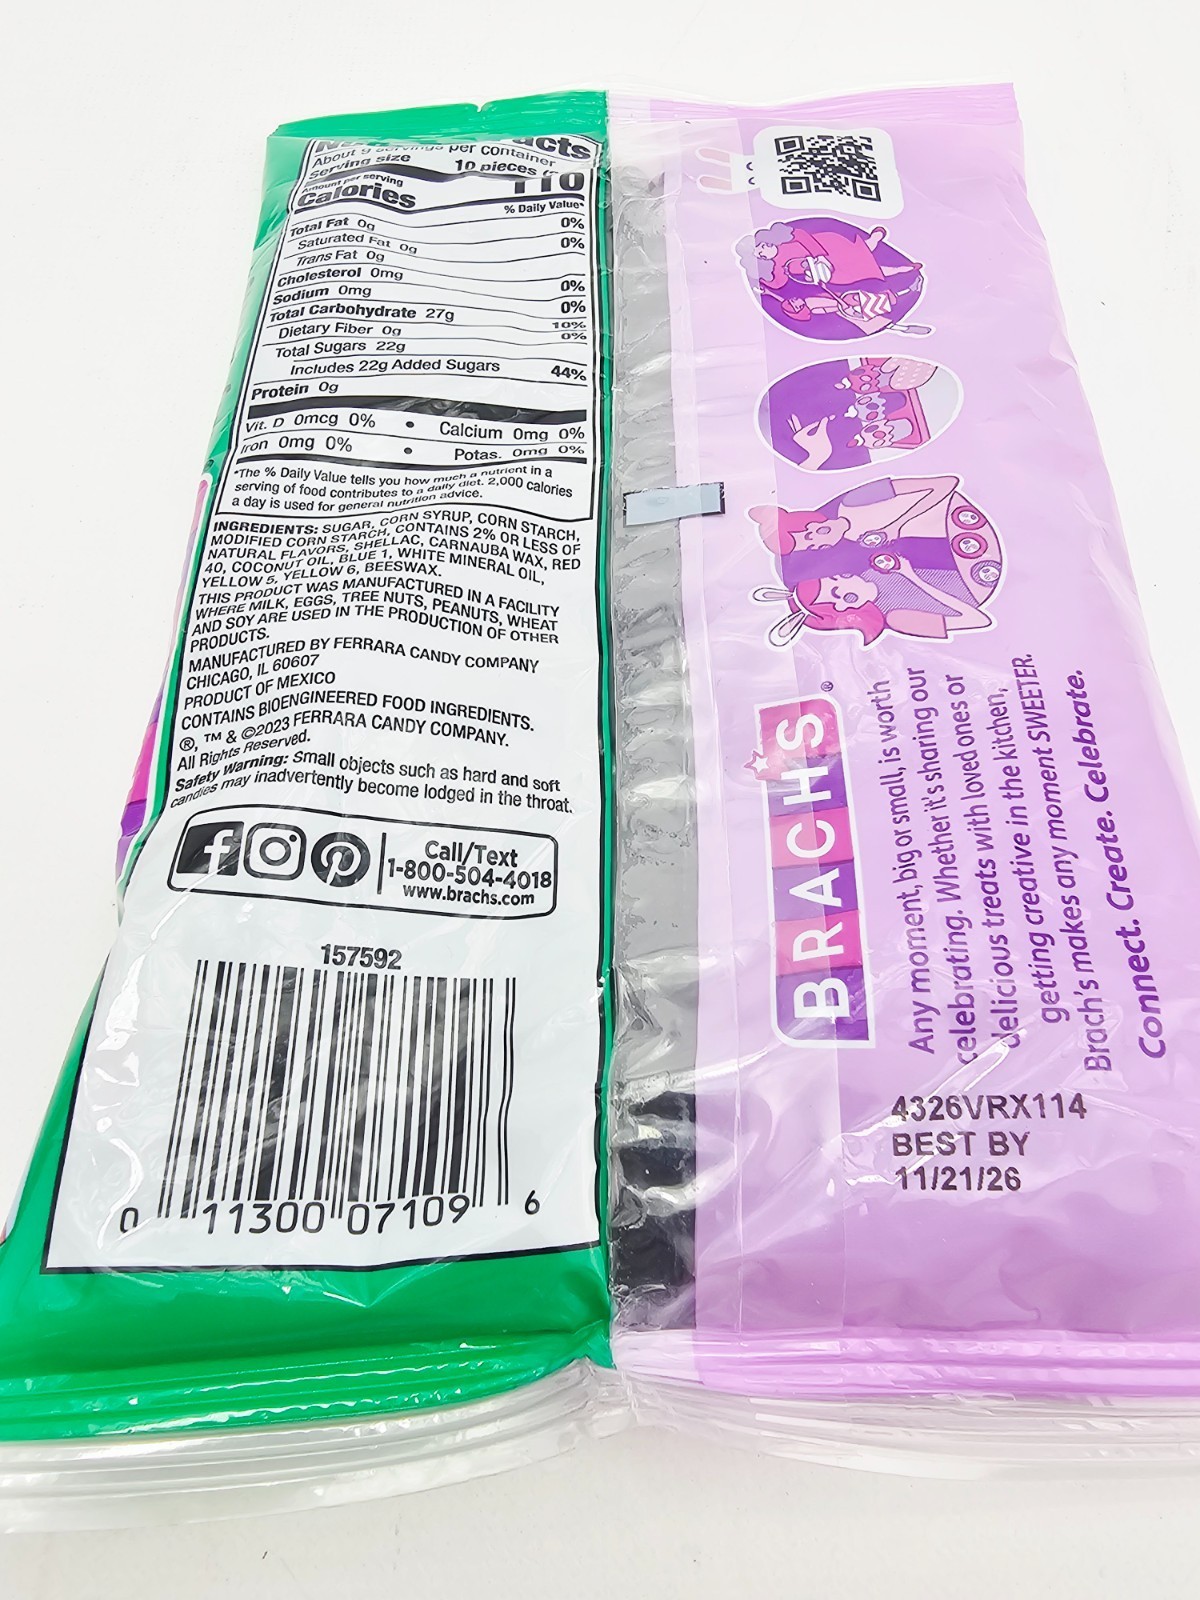 About 9 servings per container
Serving size 10 pieces
Amount per serving
Calories 110
% Daily Value*
Total Fat 0g 0%
Saturated Fat 0g 0%
Trans Fat 0g
Cholesterol 0mg 0%
Sodium 0mg 0%
Total Carbohydrate 27g 10%
Dietary Fiber 0g 0%
Total Sugars 22g
Includes 22g Added Sugars 44%
Protein 0g
Vit. D 0mcg 0% • Calcium 0mg 0%
Iron 0mg 0% • Potas. 0mg 0%
*The % Daily Value tells you how much a nutrient in a
serving of food contributes to a daily diet. 2,000 calories
a day is used for general nutrition advice.
INGREDIENTS: SUGAR, CORN SYRUP, CORN STARCH,
MODIFIED CORN STARCH, CONTAINS 2% OR LESS OF
NATURAL FLAVORS, SHELLAC, CARNAUBA WAX, RED
40, COCONUT OIL, BLUE 1, WHITE MINERAL OIL,
YELLOW 5, YELLOW 6, BEESWAX.
THIS PRODUCT WAS MANUFACTURED IN A FACILITY
WHERE MILK, EGGS, TREE NUTS, PEANUTS, WHEAT
AND SOY ARE USED IN THE PRODUCTION OF OTHER
PRODUCTS.
MANUFACTURED BY FERRARA CANDY COMPANY
CHICAGO, IL 60607
PRODUCT OF MEXICO
CONTAINS BIOENGINEERED FOOD INGREDIENTS.
®, TM & ©2023 FERRARA CANDY COMPANY.
All Rights Reserved.
Safety Warning: Small objects such as hard and soft
candies may inadvertently become lodged in the throat.
Call/Text
1-800-504-4018
www.brachs.com
157592
0 11300 07109 6
BRACHS®
Any moment, big or small, is worth
celebrating. Whether it's sharing our
delicious treats with loved ones or
getting creative in the kitchen,
Brach's makes any moment SWEETER.
Connect. Create. Celebrate.
4326VRX114
BEST BY
11/21/26